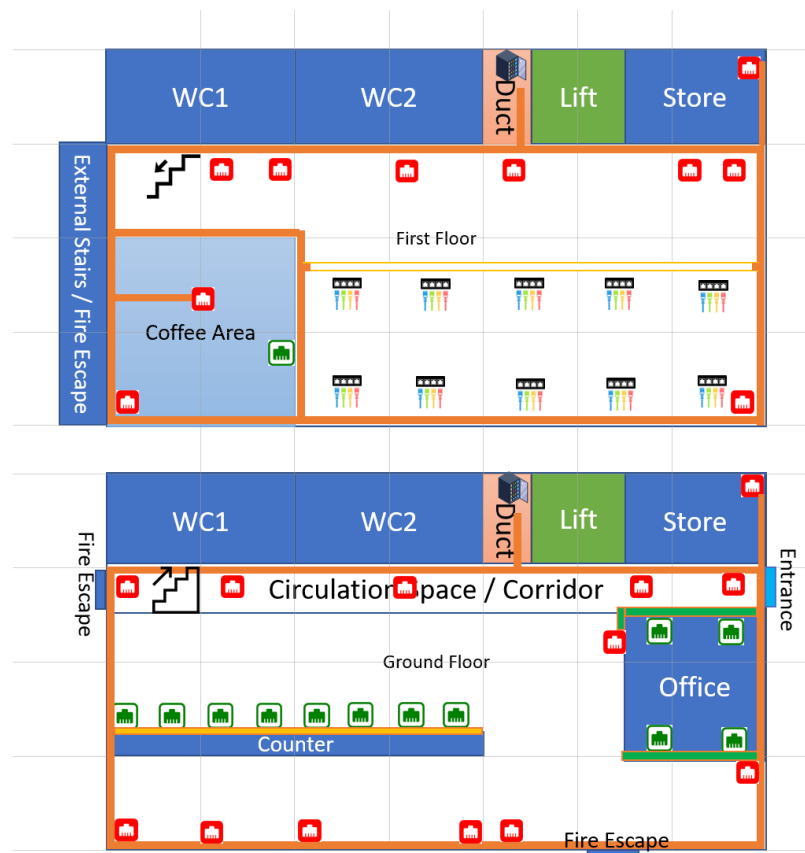 WC1
WC2
Duct
Lift
Store
External Stairs / Fire Escape
First Floor
Coffee Area
WC1
WC2
Duct
Lift
Store
Fire Escape
Circulation Space / Corridor
Entrance
Ground Floor
Office
Counter
Fire Escape